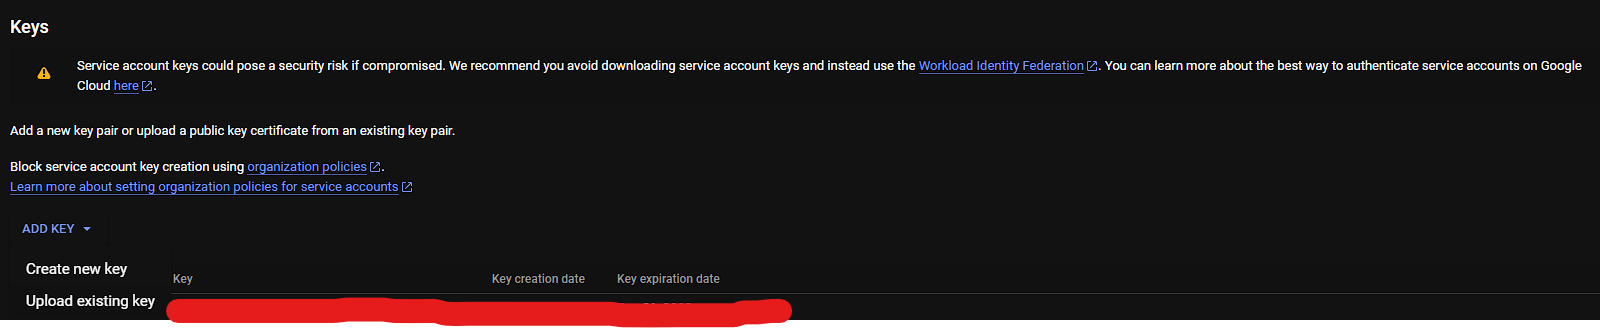 Keys
Service account keys could pose a security risk if compromised. We recommend you avoid downloading service account keys and instead use the Workload Identity Federation. You can learn more about the best way to authenticate service accounts on Google
Cloud here.
Add a new key pair or upload a public key certificate from an existing key pair.
Block service account key creation using organization policies.
Learn more about setting organization policies for service accounts
ADD KEY
Create new key
Key Key creation date Key expiration date
Upload existing key